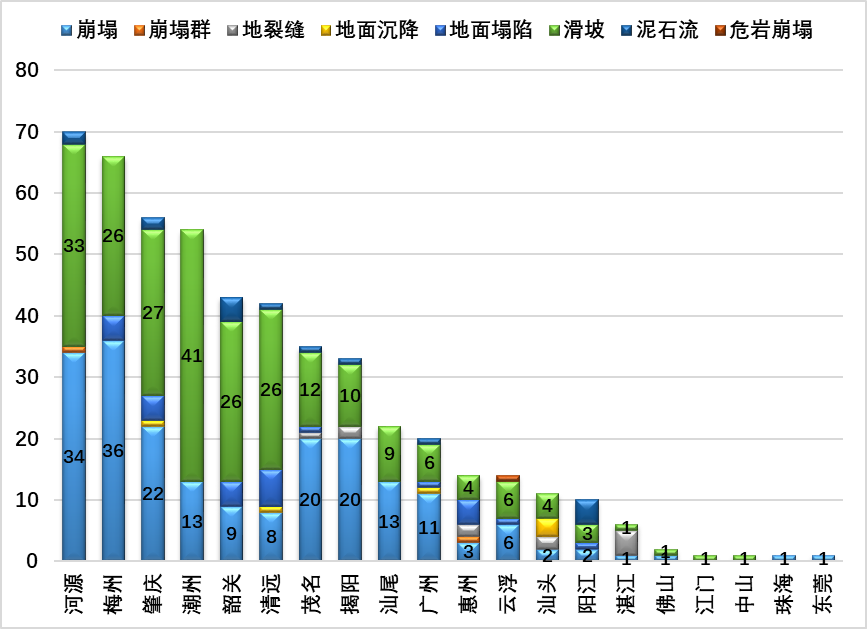 崩塌 崩塌群 地裂缝 地面沉降 地面塌陷 滑坡 泥石流 危岩崩塌
80
70
60
50
40
30
20
10
0
33 26 27 41 26 26 12 10 9 6 4 6 4 3 1 1 1 1
34 36 22 13 9 8 20 20 13 11 3 6 2 2 1 1 1 1
河源 梅州 肇庆 潮州 韶关 清远 茂名 揭阳 汕尾 广州 惠州 云浮 汕头 阳江 湛江 佛山 江门 中山 珠海 东莞